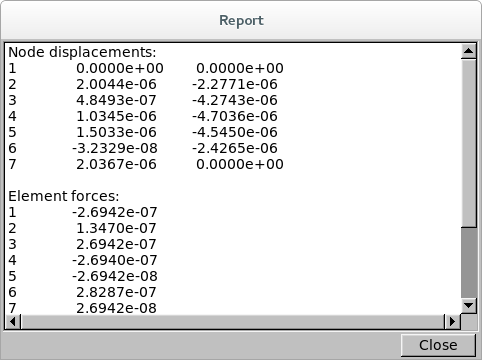 Report
Node displacements:
1 0.0000e+00 0.0000e+00
2 2.0044e-06 -2.2771e-06
3 4.8493e-07 -4.2743e-06
4 1.0345e-06 -4.7036e-06
5 1.5033e-06 -4.5450e-06
6 -3.2329e-08 -2.4265e-06
7 2.0367e-06 0.0000e+00
Element forces:
1 -2.6942e-07
2 1.3470e-07
3 2.6942e-07
4 -2.6940e-07
5 -2.6942e-08
6 2.8287e-07
7 2.6942e-08
Close